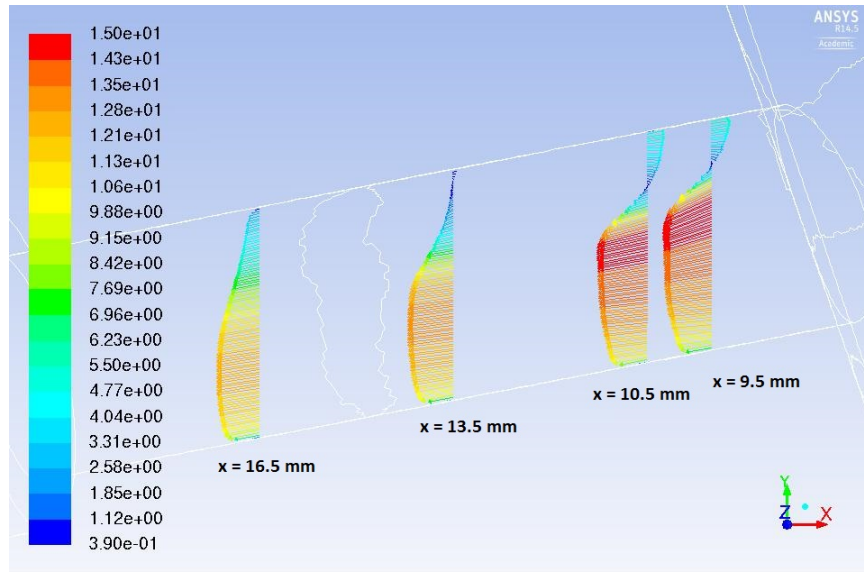 ANSYS
R14.5
Academic
1.50e+01
1.43e+01
1.35e+01
1.28e+01
1.21e+01
1.13e+01
1.06e+01
9.88e+00
9.15e+00
8.42e+00
7.69e+00
6.96e+00
6.23e+00
5.50e+00
4.77e+00
4.04e+00
3.31e+00
2.58e+00
1.85e+00
1.12e+00
3.90e-01
x = 9.5 mm
x = 10.5 mm
x = 13.5 mm
x = 16.5 mm
Y
Z
X